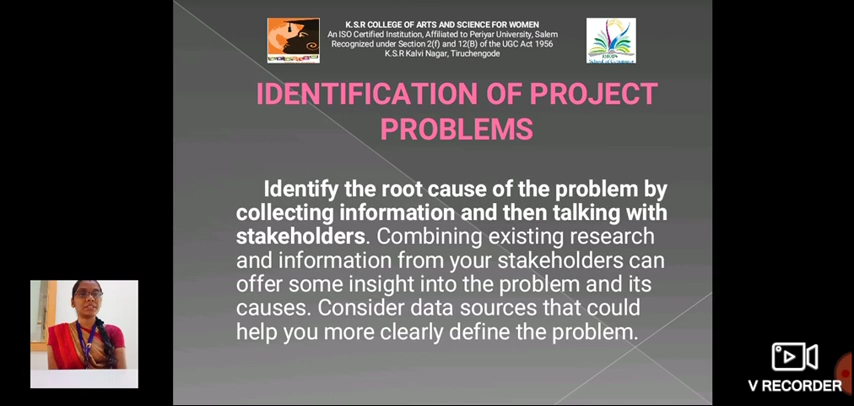 K.S.R COLLEGE OF ARTS AND SCIENCE FOR WOMEN
An ISO Certified Institution, Affiliated to Periyar University, Salem
Recognized under Section 2(f) and 12(B) of the UGC Act 1956
K.S.R Kalvi Nagar, Tiruchengode
IDENTIFICATION OF PROJECT
PROBLEMS
Identify the root cause of the problem by
collecting information and then talking with
stakeholders. Combining existing research
and information from your stakeholders can
offer some insight into the problem and its
causes. Consider data sources that could
help you more clearly define the problem.
V RECORDER